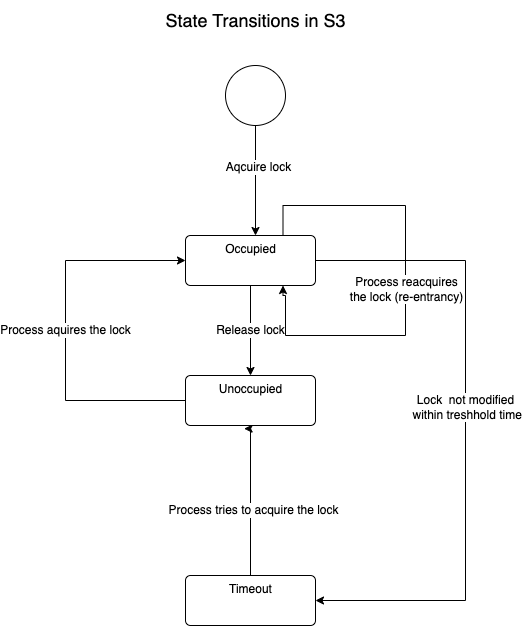 State Transitions in S3
Aqcuire lock
Occupied
Process reacquires
the lock (re-entrancy)
Process aquires the lock
Release lock
Unoccupied
Lock  not modified
within treshhold time
Process tries to acquire the lock
Timeout